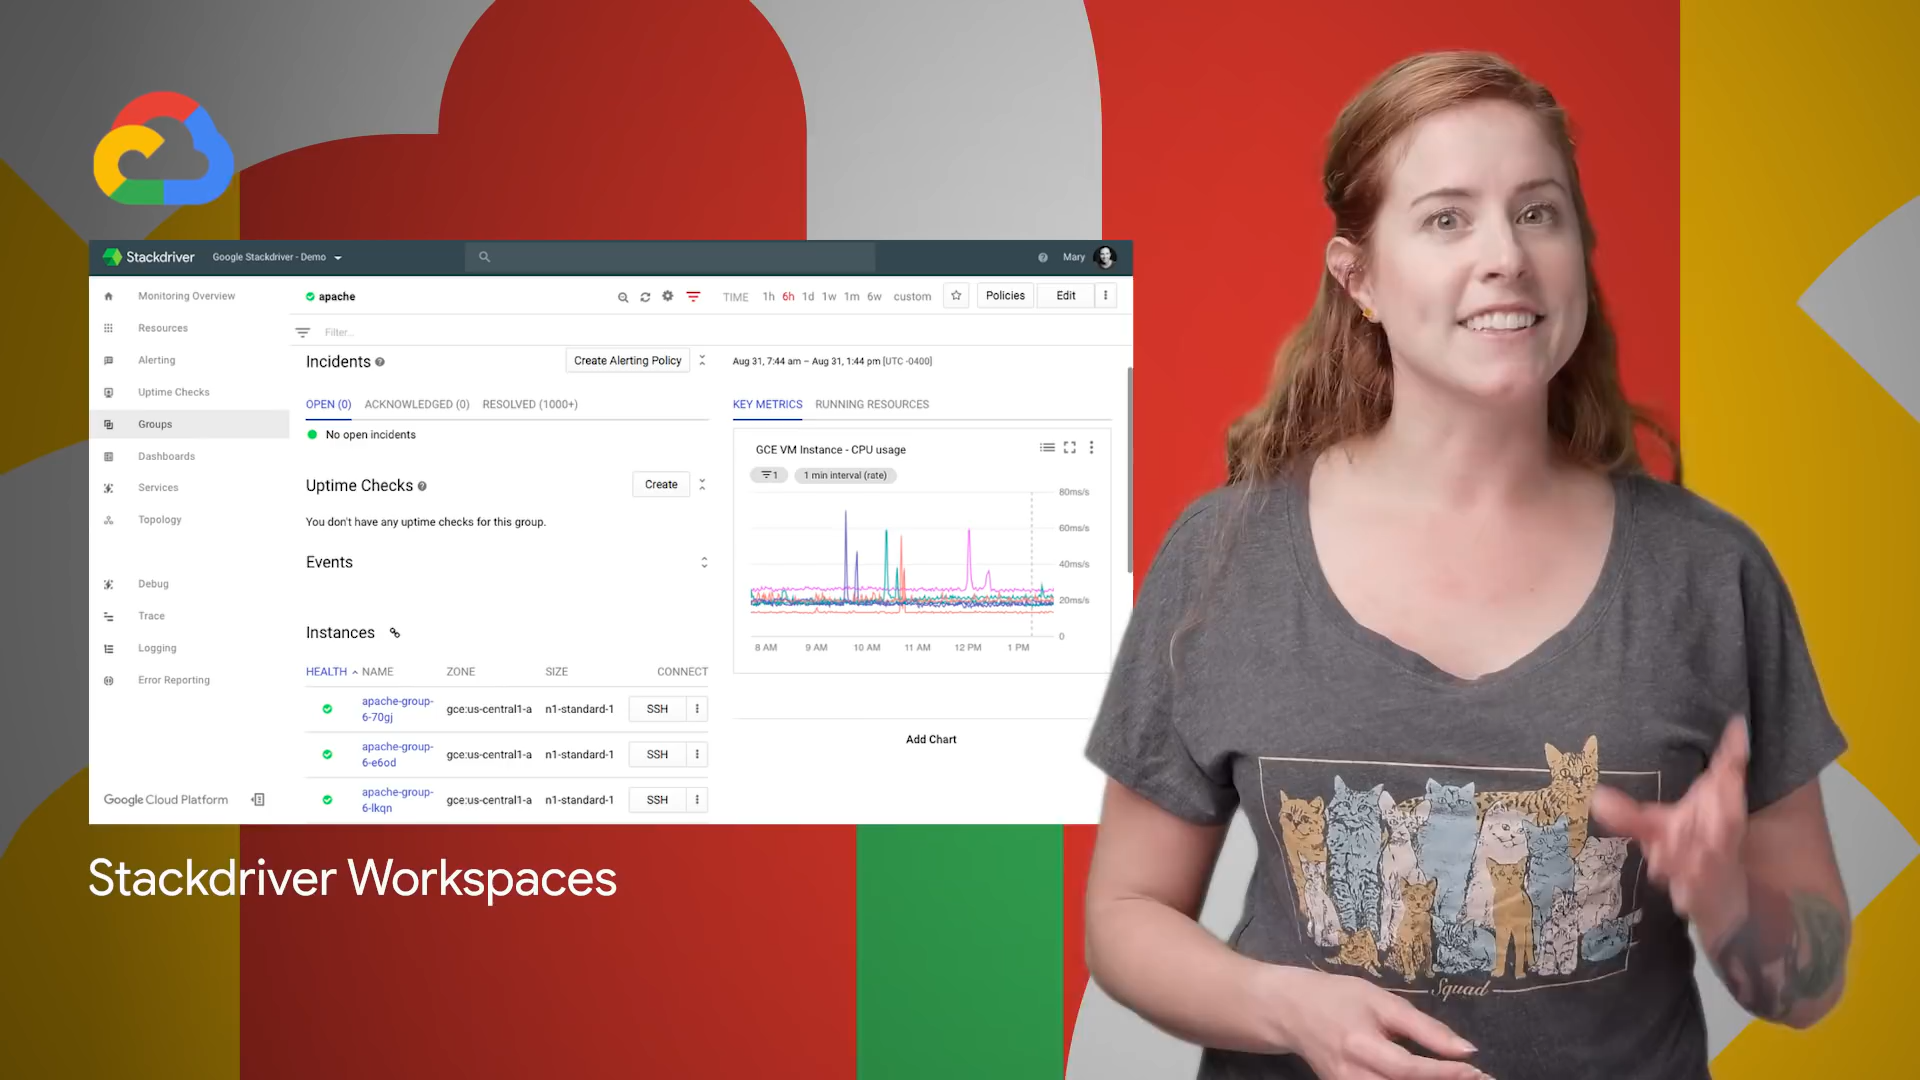 Stackdriver
Google Stackdriver - Demo
Mary
Monitoring Overview
Resources
Alerting
Uptime Checks
Groups
Dashboards
Services
Topology
Debug
Trace
Logging
Error Reporting
Google Cloud Platform
apache
TIME 1h 6h 1d 1w 1m 6w custom
Policies
Edit
Filter...
Incidents
Create Alerting Policy
OPEN (0) ACKNOWLEDGED (0) RESOLVED (1000+)
No open incidents
Uptime Checks
Create
You don't have any uptime checks for this group.
Events
Instances
HEALTH NAME ZONE SIZE CONNECT
apache-group-
6-70gj
gce:us-central1-a n1-standard-1 SSH
apache-group-
6-e6od
gce:us-central1-a n1-standard-1 SSH
apache-group-
6-lkqn
gce:us-central1-a n1-standard-1 SSH
Aug 31, 7:44 am – Aug 31, 1:44 pm [UTC -0400]
KEY METRICS RUNNING RESOURCES
GCE VM Instance - CPU usage
1
1 min interval (rate)
80ms/s
60ms/s
40ms/s
20ms/s
0
8 AM 9 AM 10 AM 11 AM 12 PM 1 PM
Add Chart
Stackdriver Workspaces
Squad